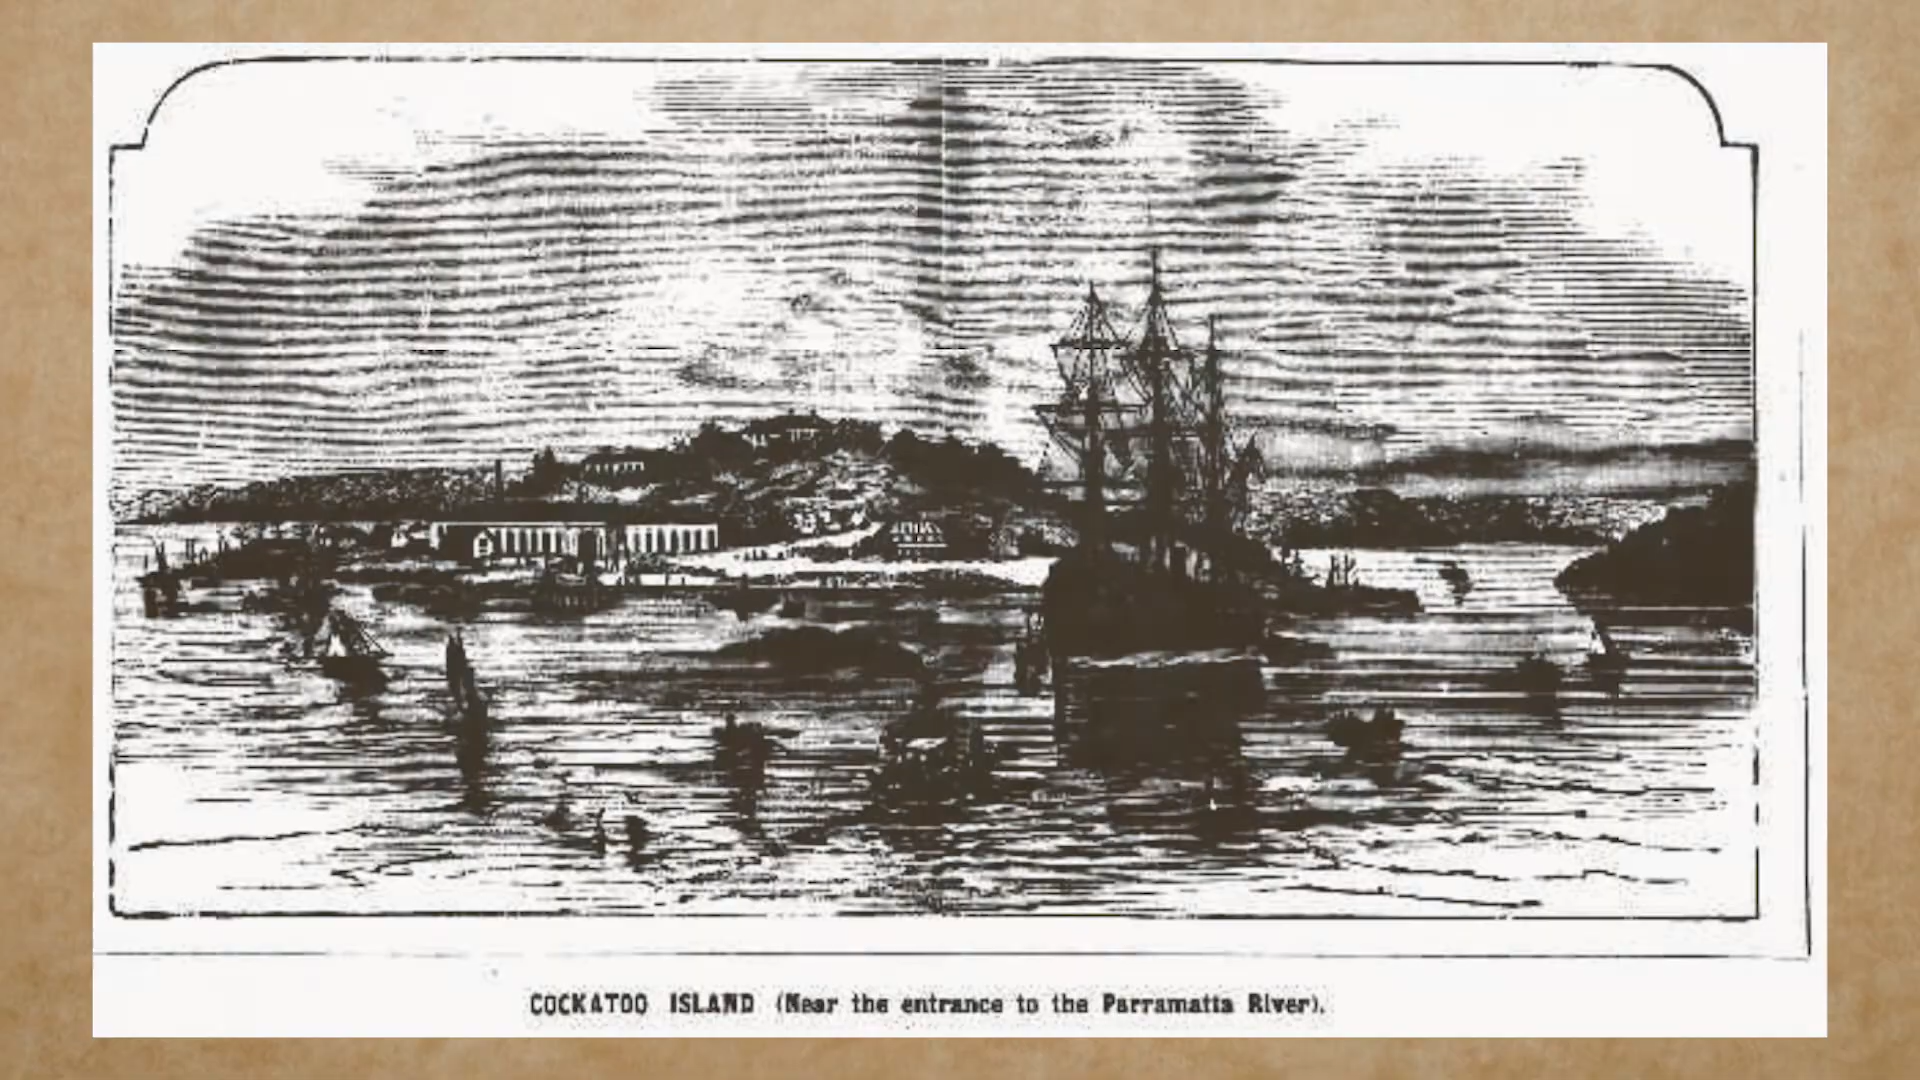 COCKATOO ISLAND (Near the entrance to the Parramatta River).